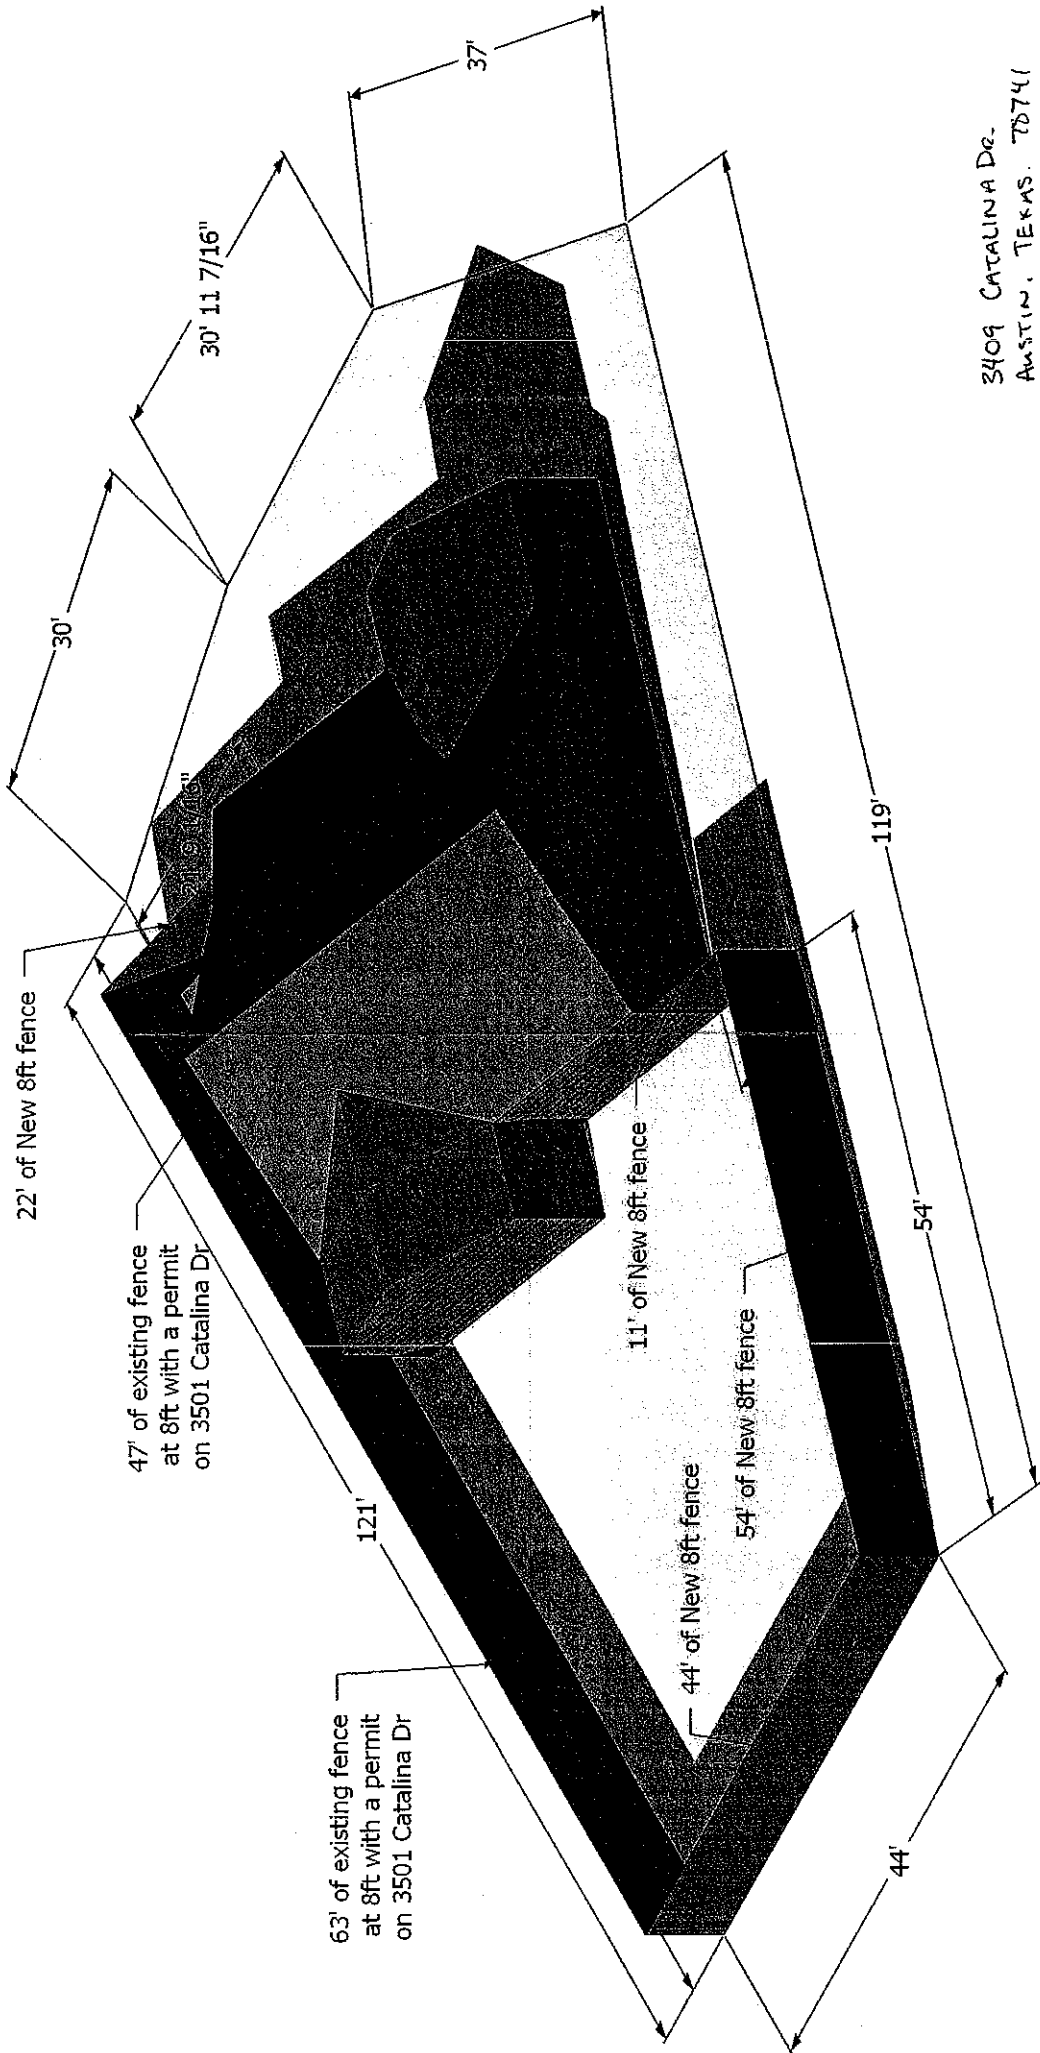 22' of New 8ft fence
47' of existing fence
at 8ft with a permit
on 3501 Catalina Dr
63' of existing fence
at 8ft with a permit
on 3501 Catalina Dr
121'
30'
30' 11 7/16"
37'
11' of New 8ft fence
44' of New 8ft fence
54' of New 8ft fence
54'
119'
44'
3409 CATALINA DR.
AUSTIN, TEXAS. 78741